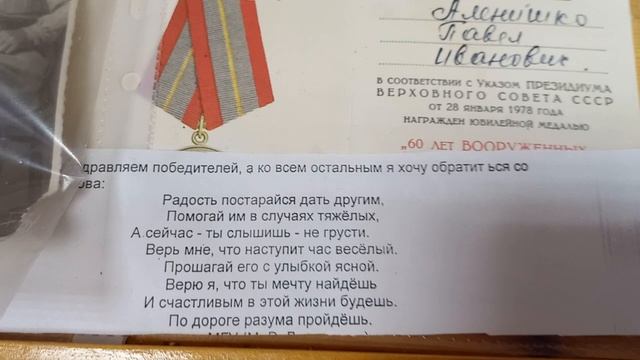 Алешко
Павел
Иванович
В СООТВЕТСТВИИ С УКАЗОМ ПРЕЗИДИУМА
ВЕРХОВНОГО СОВЕТА СССР
ОТ 28 ЯНВАРЯ 1978 ГОДА
НАГРАЖДЕН ЮБИЛЕЙНОЙ МЕДАЛЬЮ
„60 ЛЕТ ВООРУЖЕННЫХ
дравляем победителей, а ко всем остальным я хочу обратит ься со
ова:
Радость постарайся дать другим,
Помогай им в случаях тяжёлых,
А сейчас - ты слышишь - не грусти.
Верь мне, что наступит час весёлый.
Прошагай его с улыбкой ясной.
Верю я, что ты мечту найдёшь
И счастливым в этой жизни будешь.
По дороге разума пройдёшь.